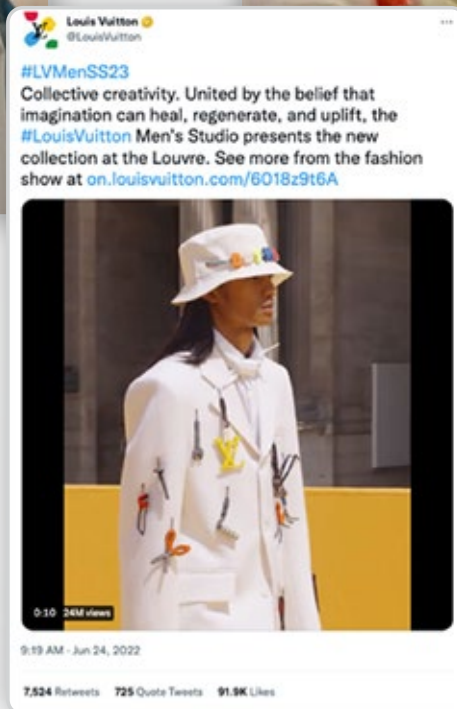 Louis Vuitton
@LouisVuitton
#LVMenSS23
Collective creativity. United by the belief that
imagination can heal, regenerate, and uplift, the
#LouisVuitton Men's Studio presents the new
collection at the Louvre. See more from the fashion
show at on.louisvuitton.com/6018z9t6A
LV
0:10 24M views
9:19 AM · Jun 24, 2022
7,524 Retweets 725 Quote Tweets 91.9K Likes